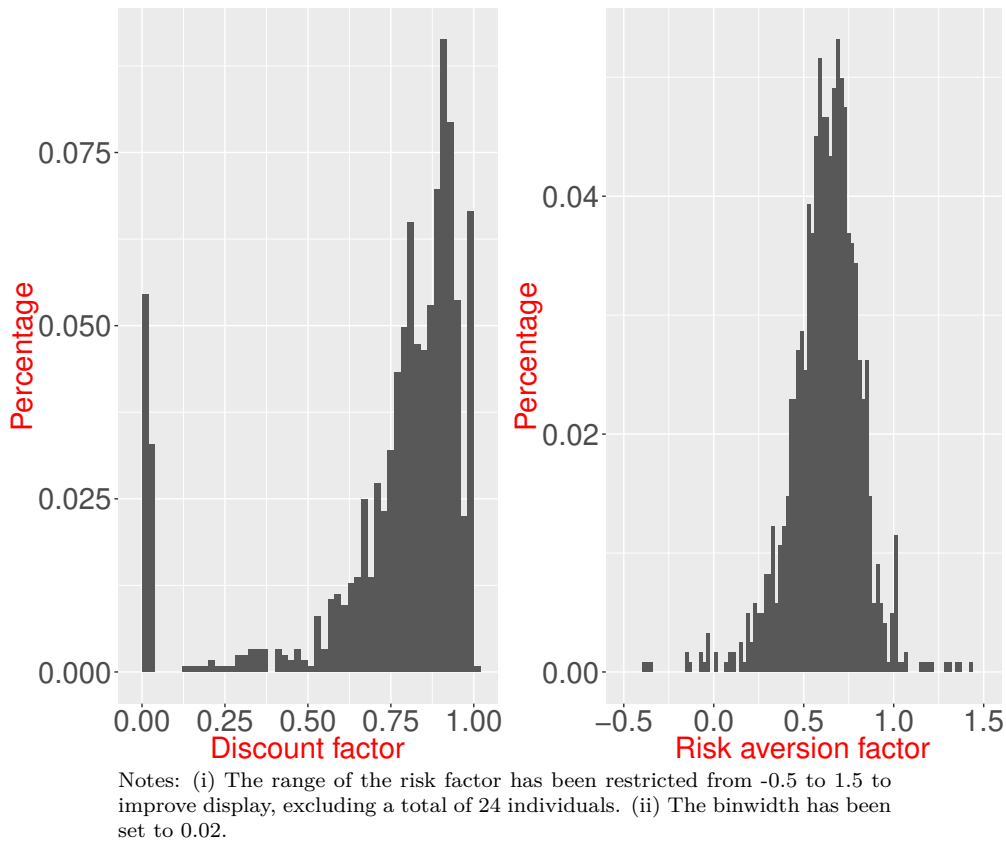 Percentage
0.075
0.050
0.025
0.000
0.00 0.25 0.50 0.75 1.00
Discount factor
Percentage
0.04
0.02
0.00
−0.5 0.0 0.5 1.0 1.5
Risk aversion factor
Notes: (i) The range of the risk factor has been restricted from -0.5 to 1.5 to
improve display, excluding a total of 24 individuals. (ii) The binwidth has been
set to 0.02.